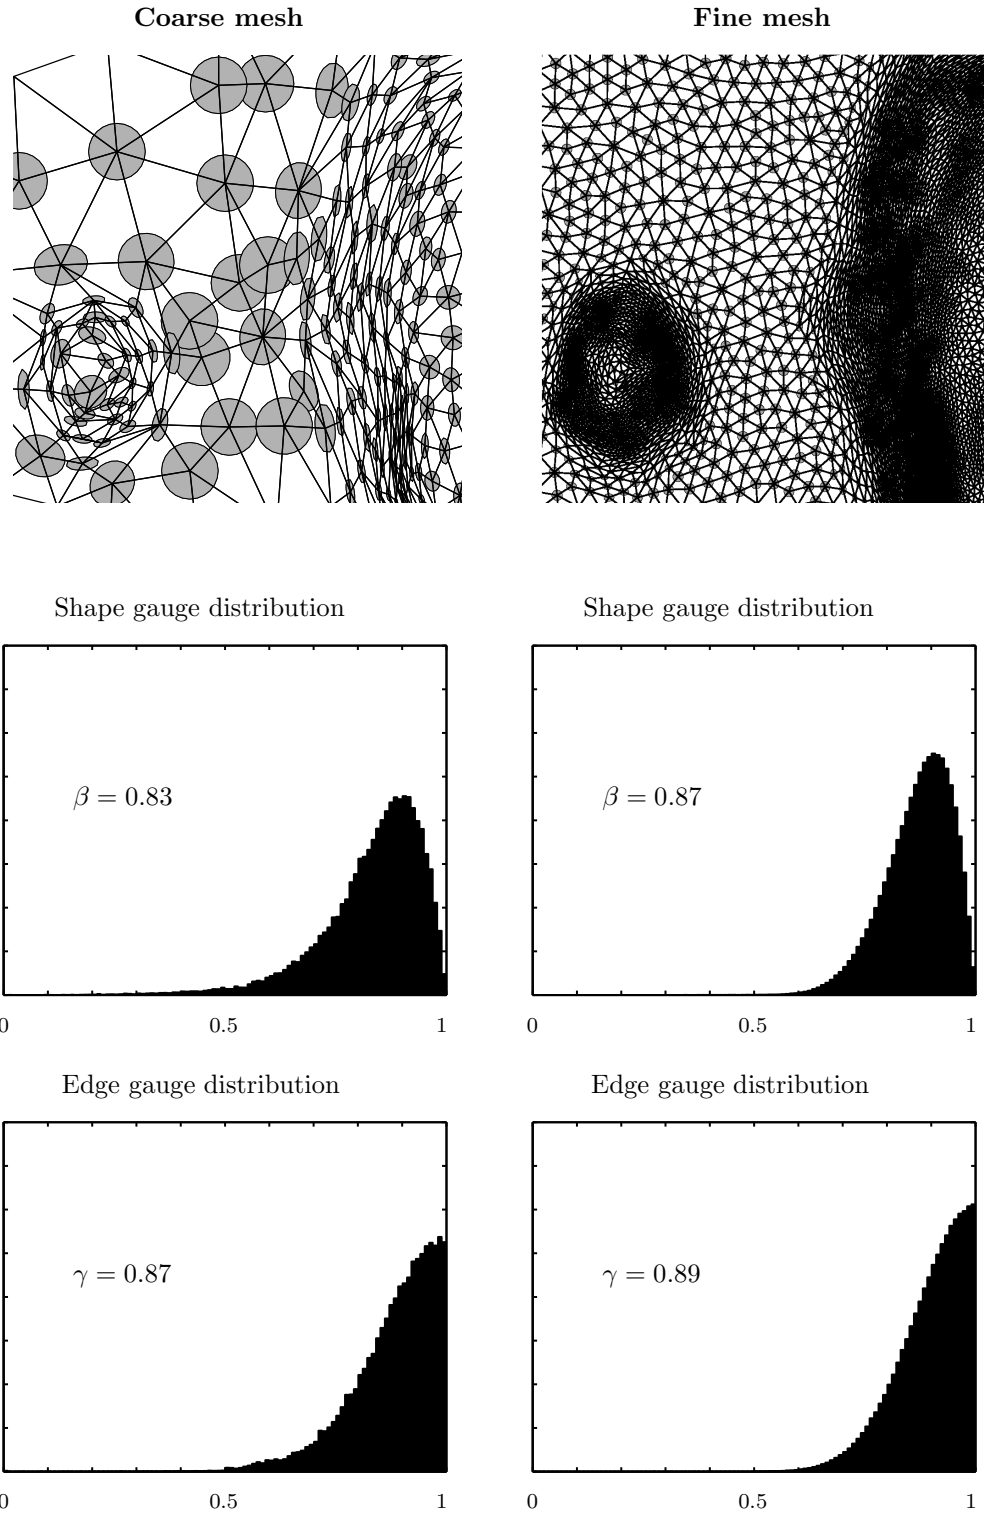 Coarse mesh
Fine mesh
Shape gauge distribution
Shape gauge distribution
β = 0.83
β = 0.87
0 0.5 1
0 0.5 1
Edge gauge distribution
Edge gauge distribution
γ = 0.87
γ = 0.89
0 0.5 1
0 0.5 1